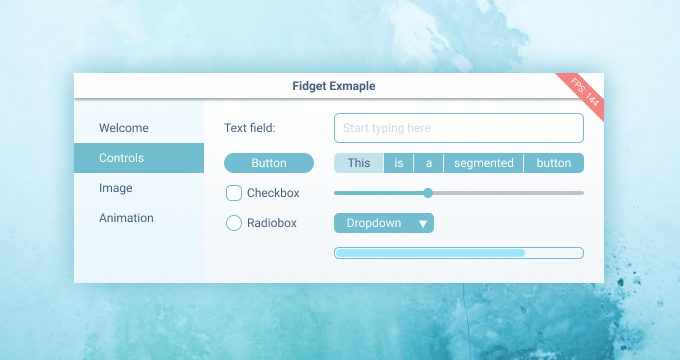 Fidget Exmaple
FPS: 144
Welcome
Controls
Image
Animation
Text field:
Start typing here
Button
This is a segmented button
Checkbox
Radiobox
Dropdown